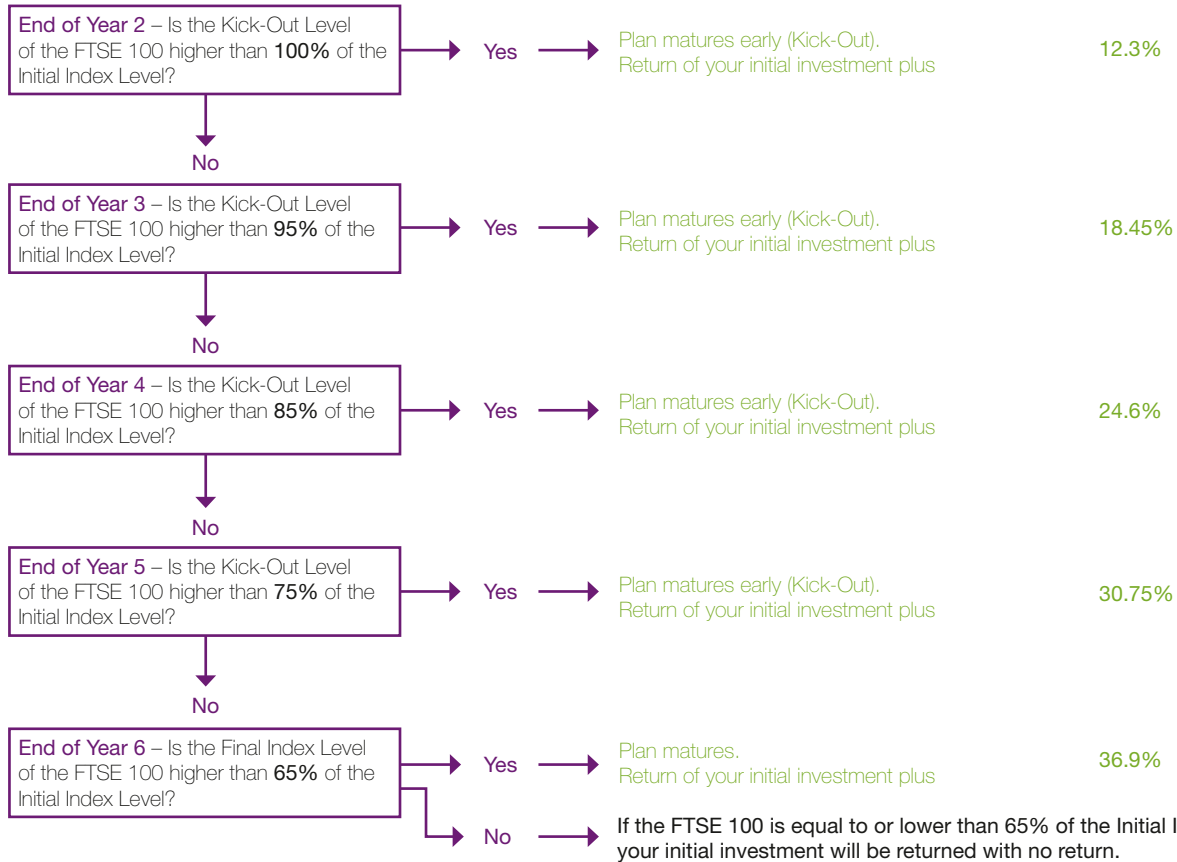 End of Year 2 – Is the Kick-Out Level
of the FTSE 100 higher than 100% of the
Initial Index Level?
Yes
Plan matures early (Kick-Out).
Return of your initial investment plus
12.3%
No
End of Year 3 – Is the Kick-Out Level
of the FTSE 100 higher than 95% of the
Initial Index Level?
Yes
Plan matures early (Kick-Out).
Return of your initial investment plus
18.45%
No
End of Year 4 – Is the Kick-Out Level
of the FTSE 100 higher than 85% of the
Initial Index Level?
Yes
Plan matures early (Kick-Out).
Return of your initial investment plus
24.6%
No
End of Year 5 – Is the Kick-Out Level
of the FTSE 100 higher than 75% of the
Initial Index Level?
Yes
Plan matures early (Kick-Out).
Return of your initial investment plus
30.75%
No
End of Year 6 – Is the Final Index Level
of the FTSE 100 higher than 65% of the
Initial Index Level?
Yes
Plan matures.
Return of your initial investment plus
36.9%
No
If the FTSE 100 is equal to or lower than 65% of the Initial
your initial investment will be returned with no return.